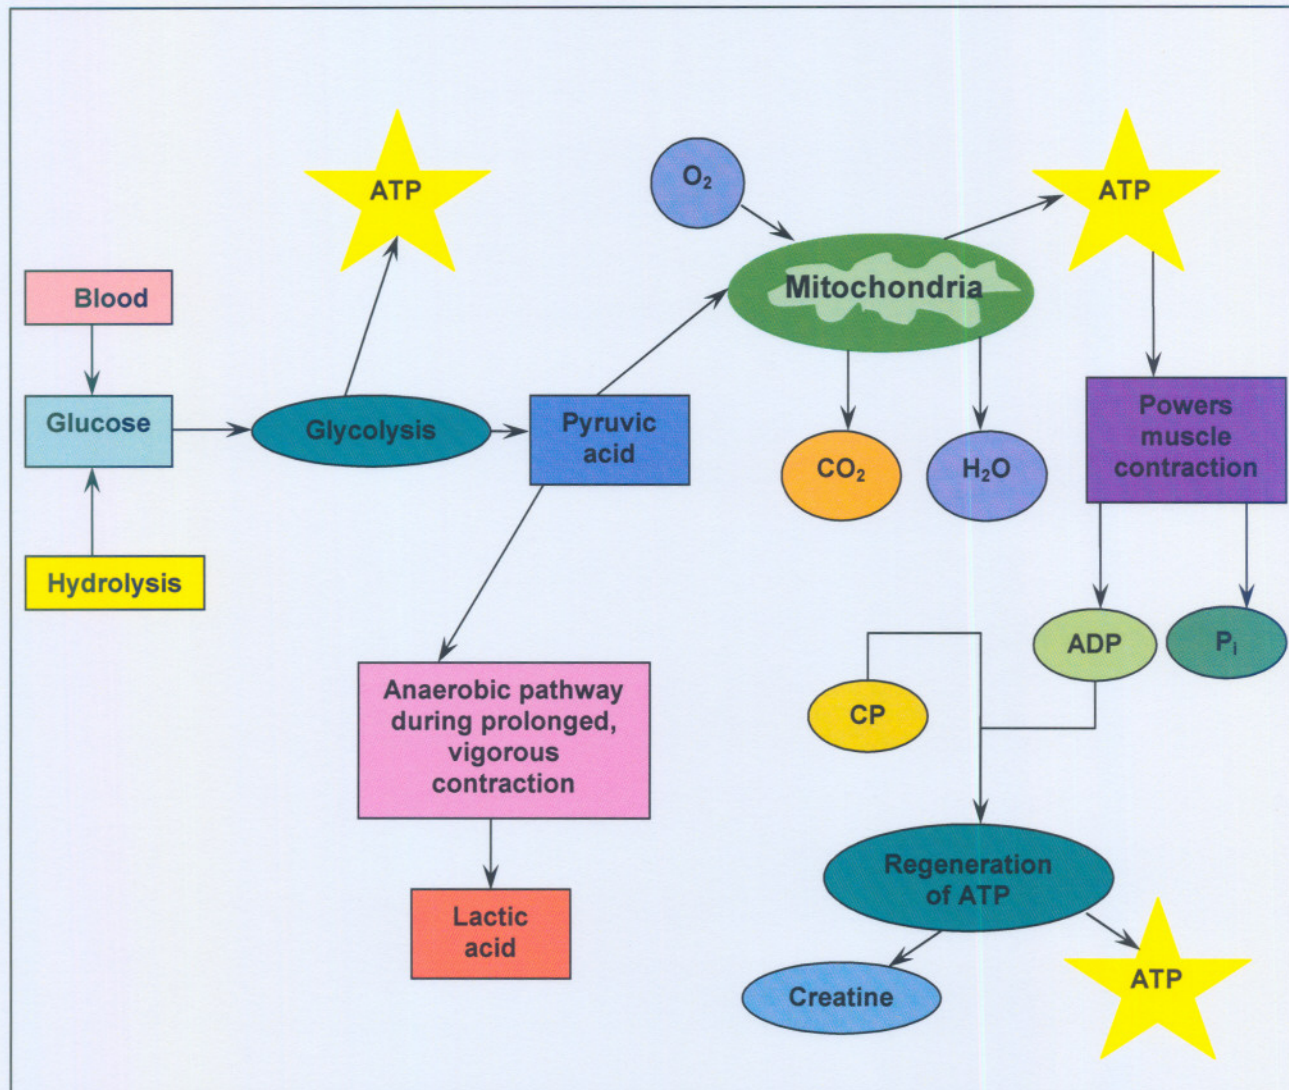 ATP
O₂
ATP
Blood
Mitochondria
Glucose
Glycolysis
Pyruvic
acid
CO₂
H₂O
Powers
muscle
contraction
Hydrolysis
ADP
Pᵢ
CP
Anaerobic pathway
during prolonged,
vigorous
contraction
Regeneration
of ATP
Lactic
acid
Creatine
ATP